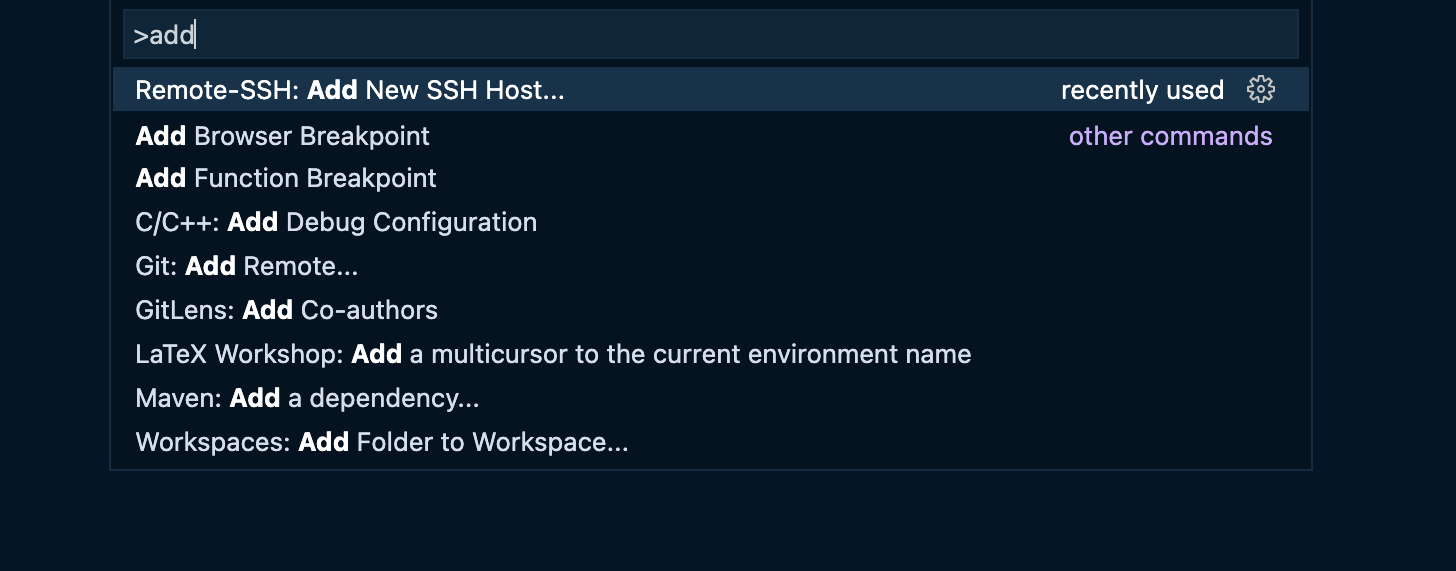 >add
Remote-SSH: Add New SSH Host... recently used
Add Browser Breakpoint other commands
Add Function Breakpoint
C/C++: Add Debug Configuration
Git: Add Remote...
GitLens: Add Co-authors
LaTeX Workshop: Add a multicursor to the current environment name
Maven: Add a dependency...
Workspaces: Add Folder to Workspace...